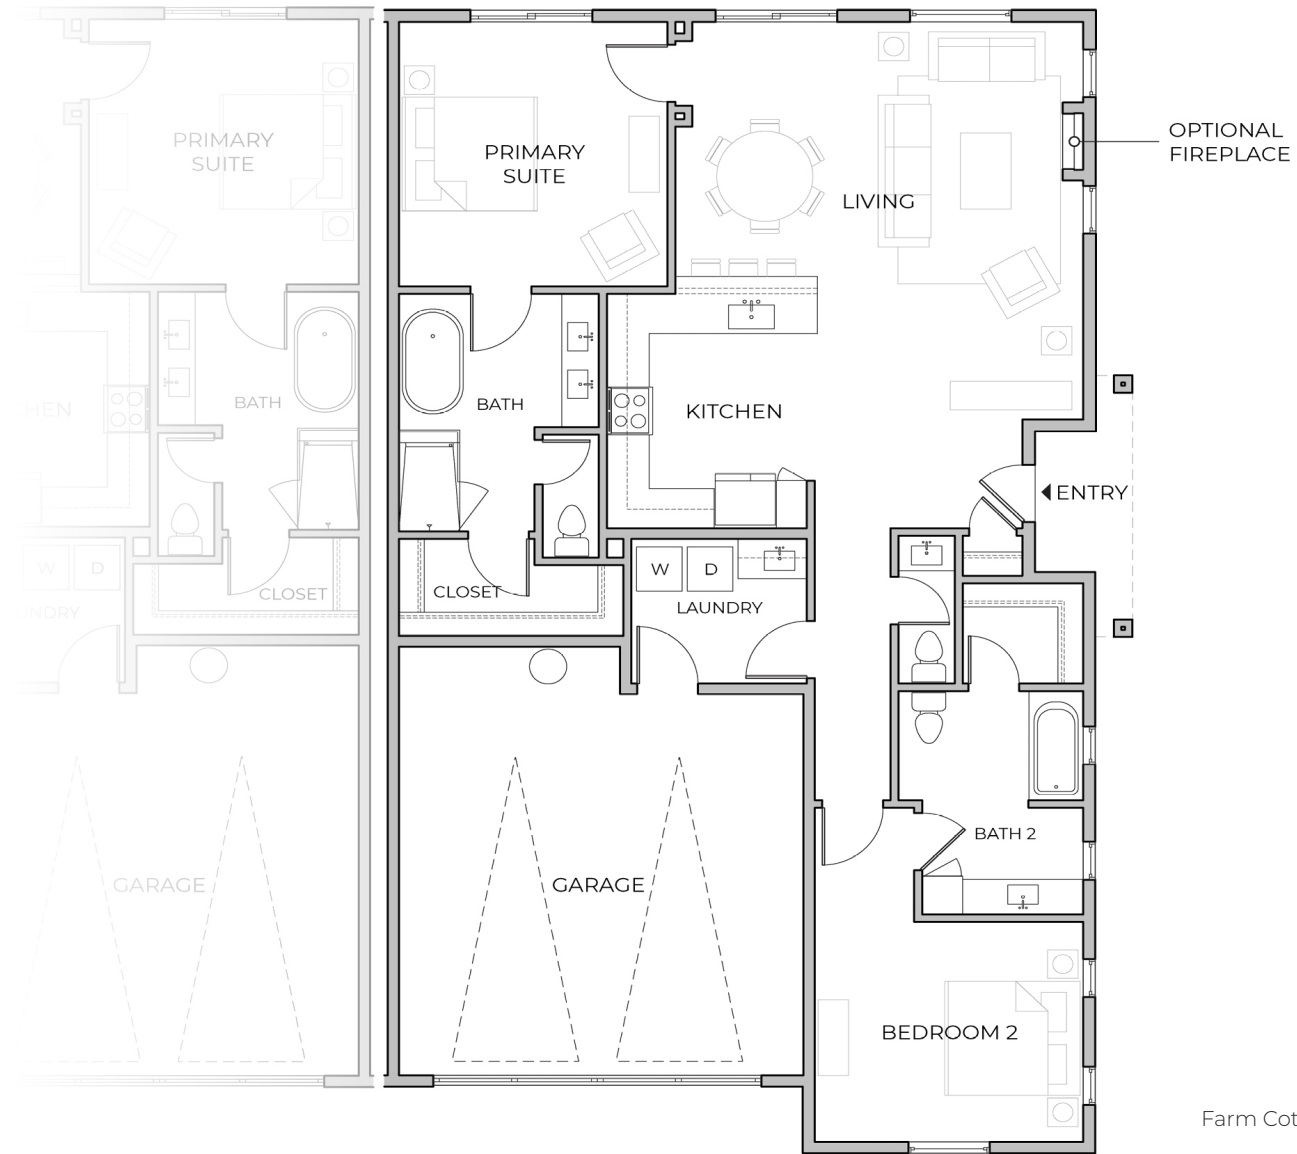 PRIMARY
SUITE
PRIMARY
SUITE
OPTIONAL
FIREPLACE
LIVING
BATH
BATH
HEN
KITCHEN
ENTRY
W
D
W
D
CLOSET
CLOSET
NDRY
LAUNDRY
BATH 2
GARAGE
GARAGE
BEDROOM 2
Farm Cot